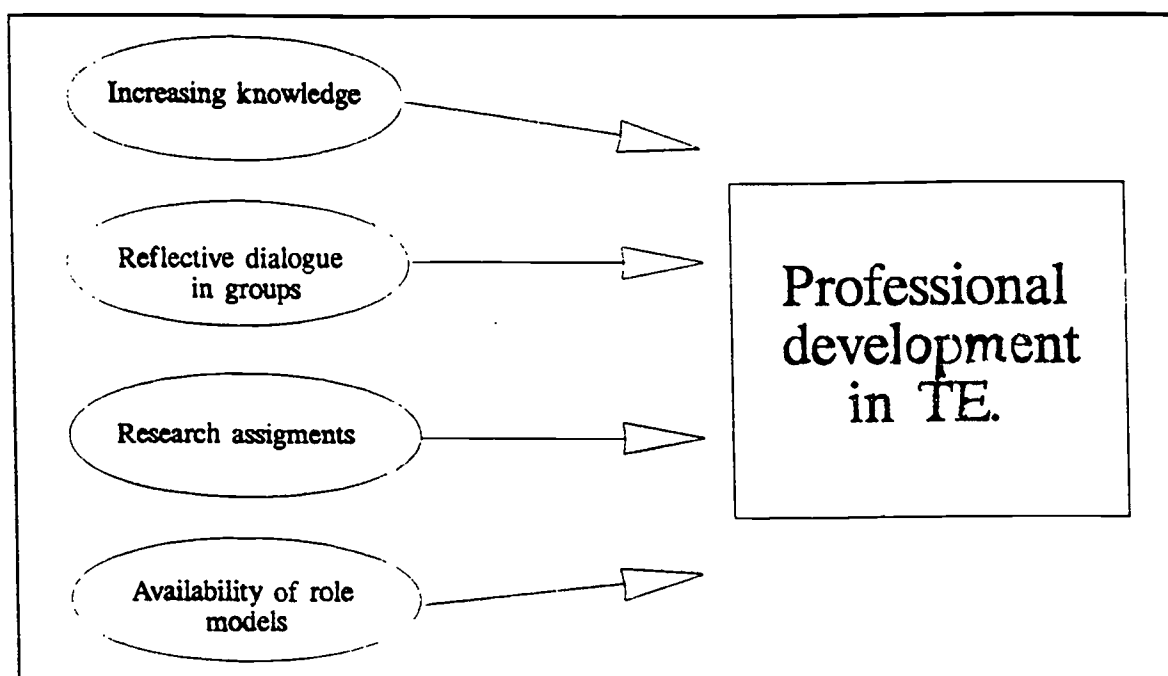 Increasing knowledge
Reflective dialogue
in groups
Research assigments
Availability of role
models
Professional
development
in TE.